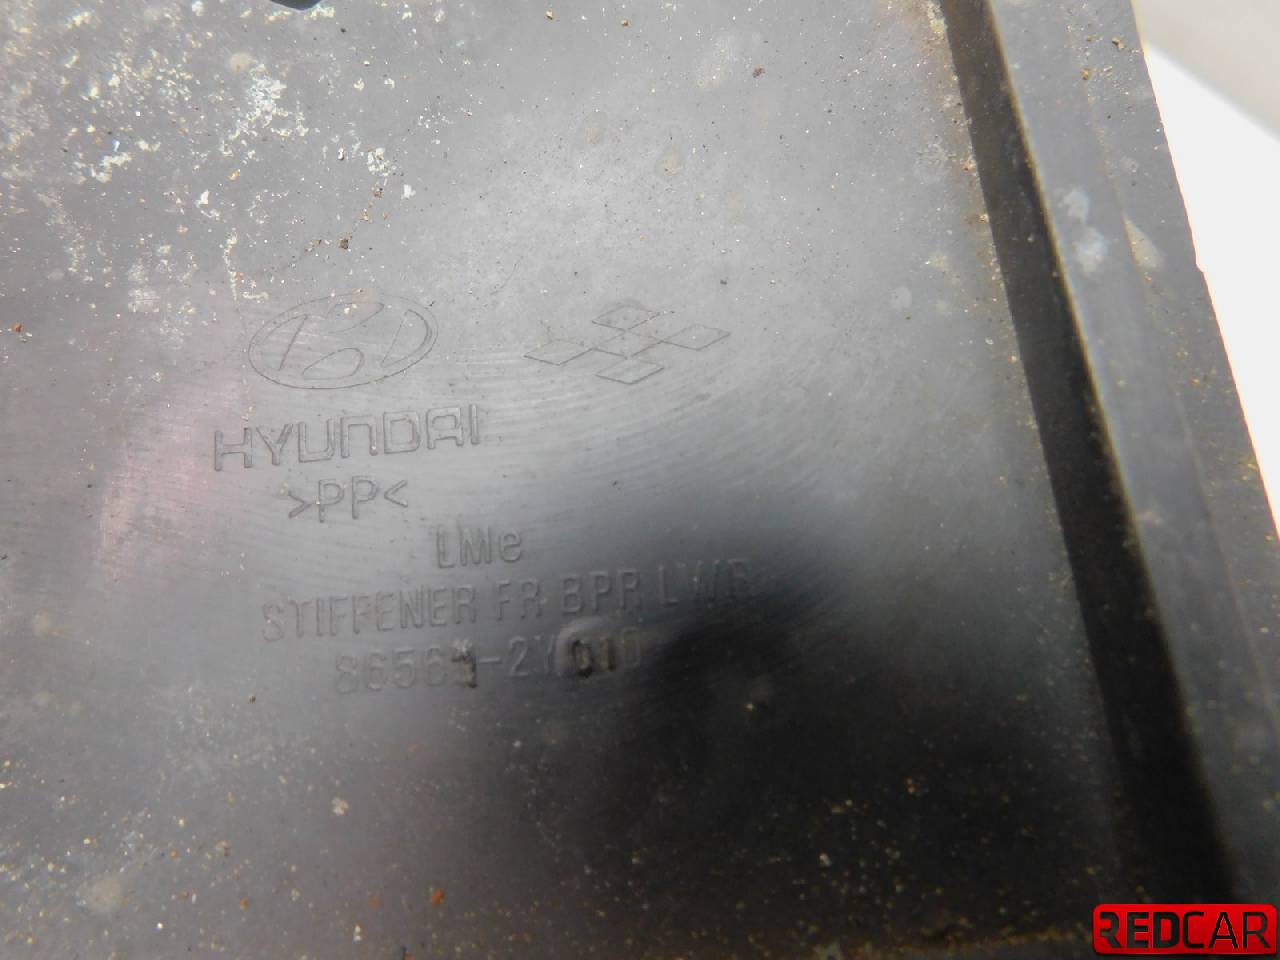 HYUNDAI
>PP<
LMe
STIFFENER FR BPR LWR
REDCAR